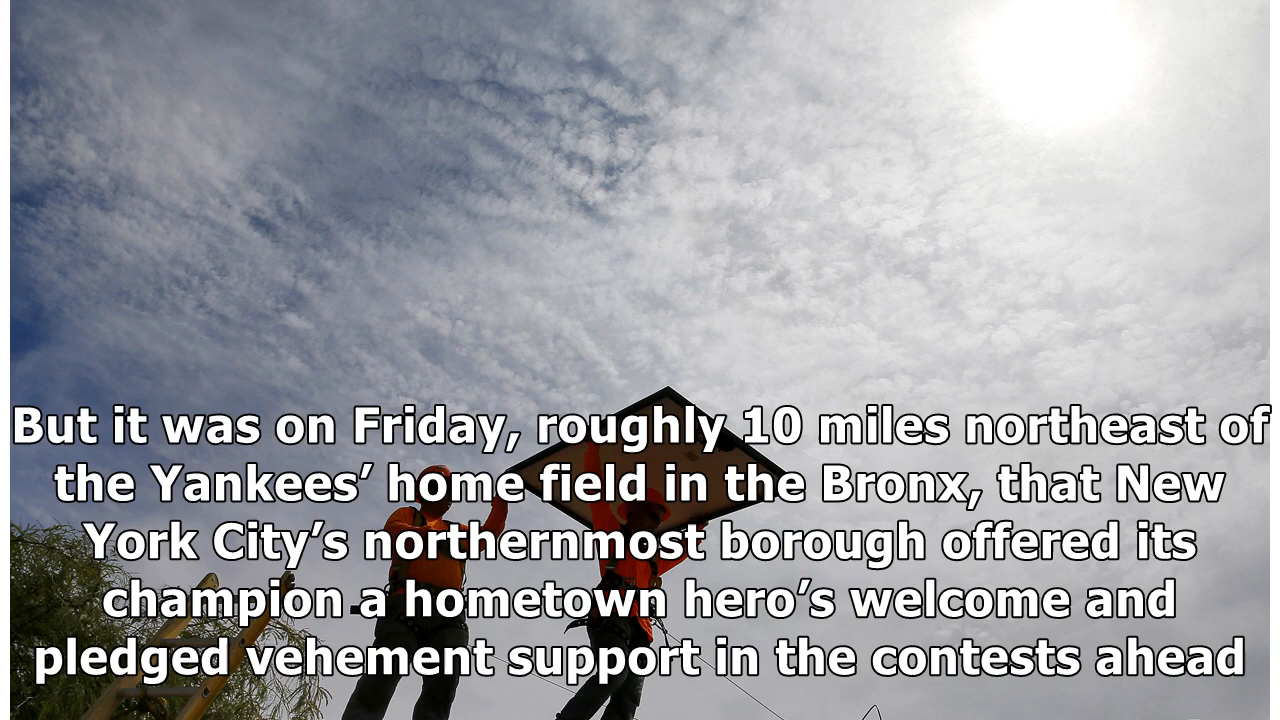 But it was on Friday, roughly 10 miles northeast of
the Yankees’ home field in the Bronx, that New
York City’s northernmost borough offered its
champion a hometown hero’s welcome and
pledged vehement support in the contests ahead